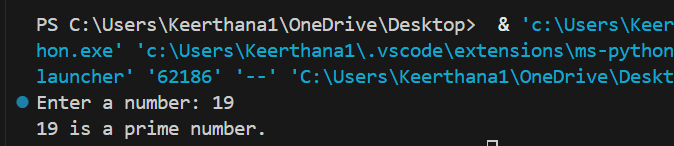 PS C:\Users\Keerthana1\OneDrive\Desktop>  & 'c:\Users\Keer
hon.exe' 'c:\Users\Keerthana1\.vscode\extensions\ms-python
launcher' '62186' '--' 'C:\Users\Keerthana1\OneDrive\Deskt
Enter a number: 19
19 is a prime number.